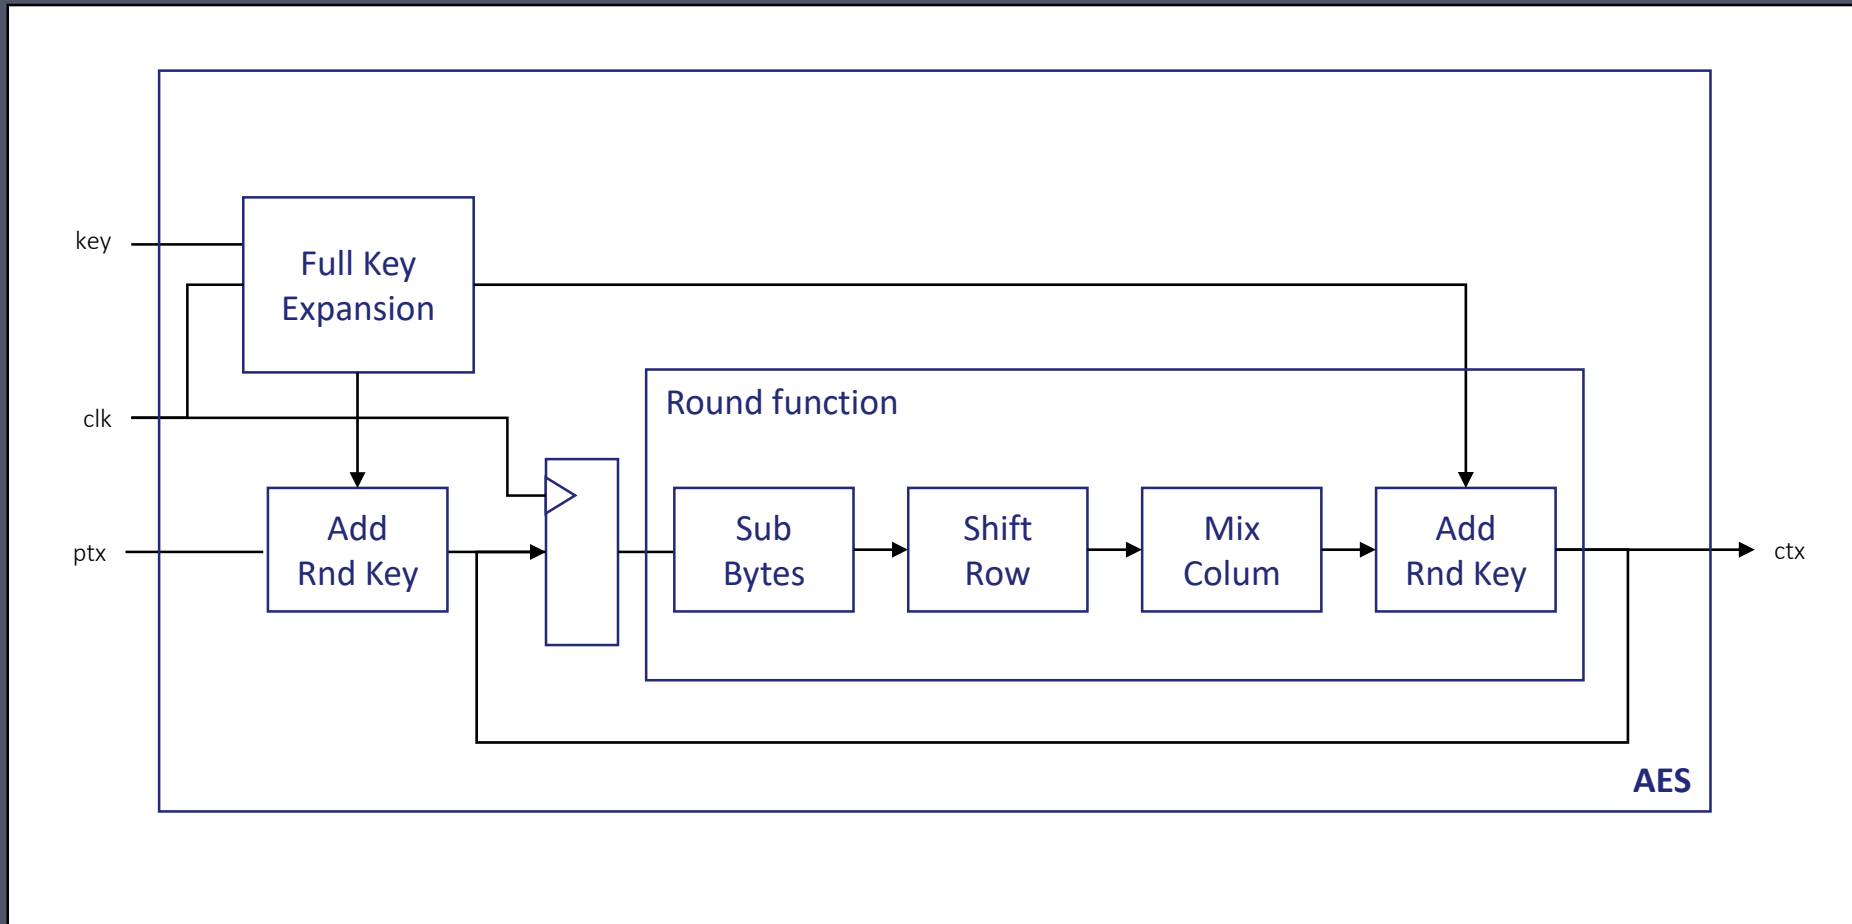 key
Full Key
Expansion
clk
Round function
ptx
Add
Rnd Key
Sub
Bytes
Shift
Row
Mix
Colum
Add
Rnd Key
ctx
AES